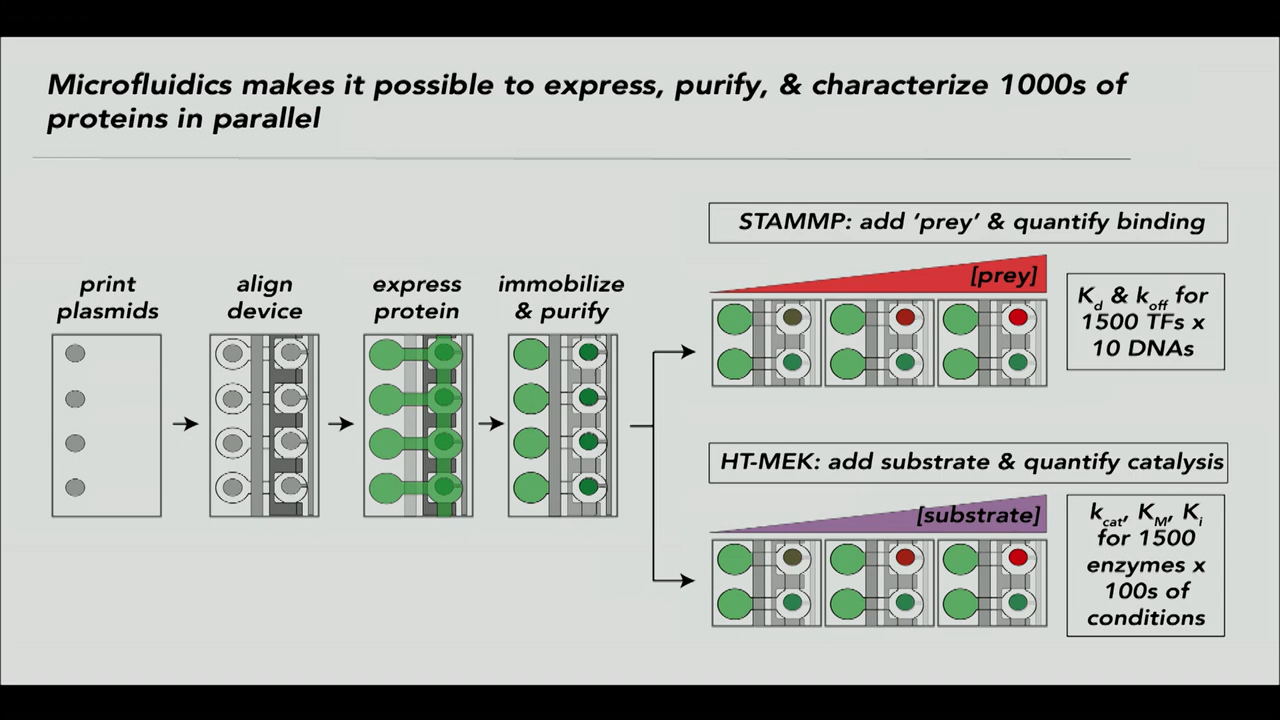 Microfluidics makes it possible to express, purify, & characterize 1000s of
proteins in parallel
print
plasmids
align
device
express
protein
immobilize
& purify
STAMMP: add ‘prey’ & quantify binding
[prey]
Kd & koff for
1500 TFs x
10 DNAs
HT-MEK: add substrate & quantify catalysis
[substrate]
kcat, KM, Ki
for 1500
enzymes x
100s of
conditions